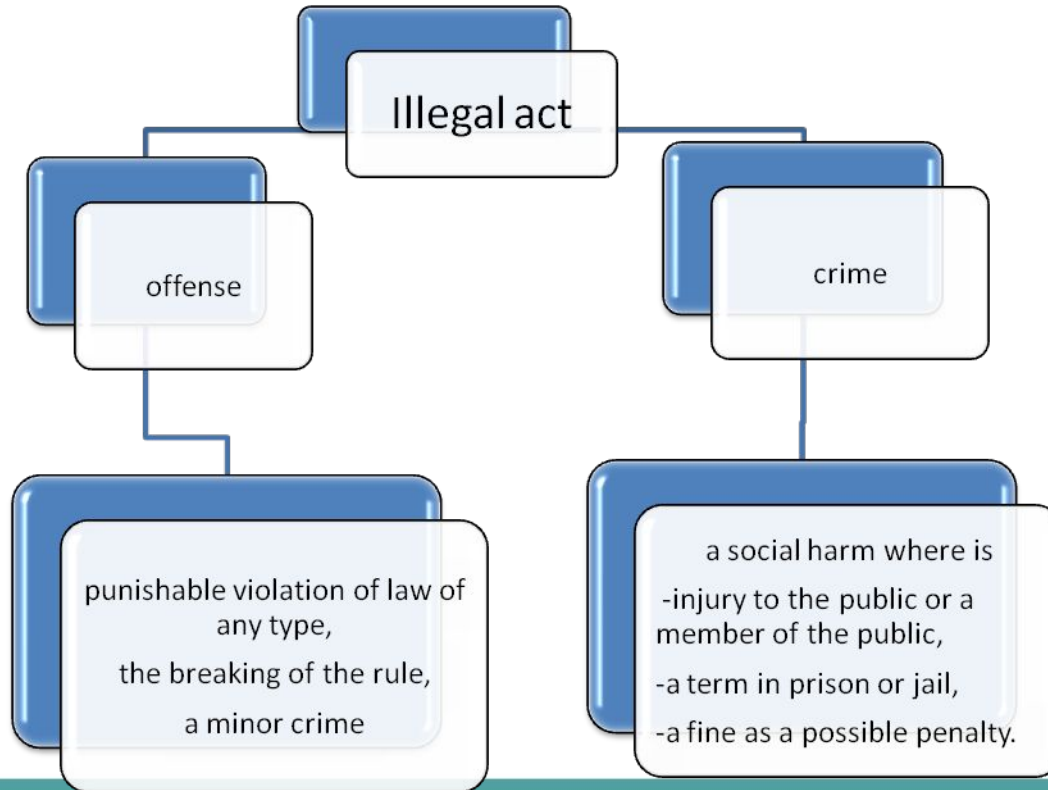 Illegal act
offense
crime
punishable violation of law of
any type,
the breaking of the rule,
a minor crime
a social harm where is
-injury to the public or a
member of the public,
-a term in prison or jail,
-a fine as a possible penalty.